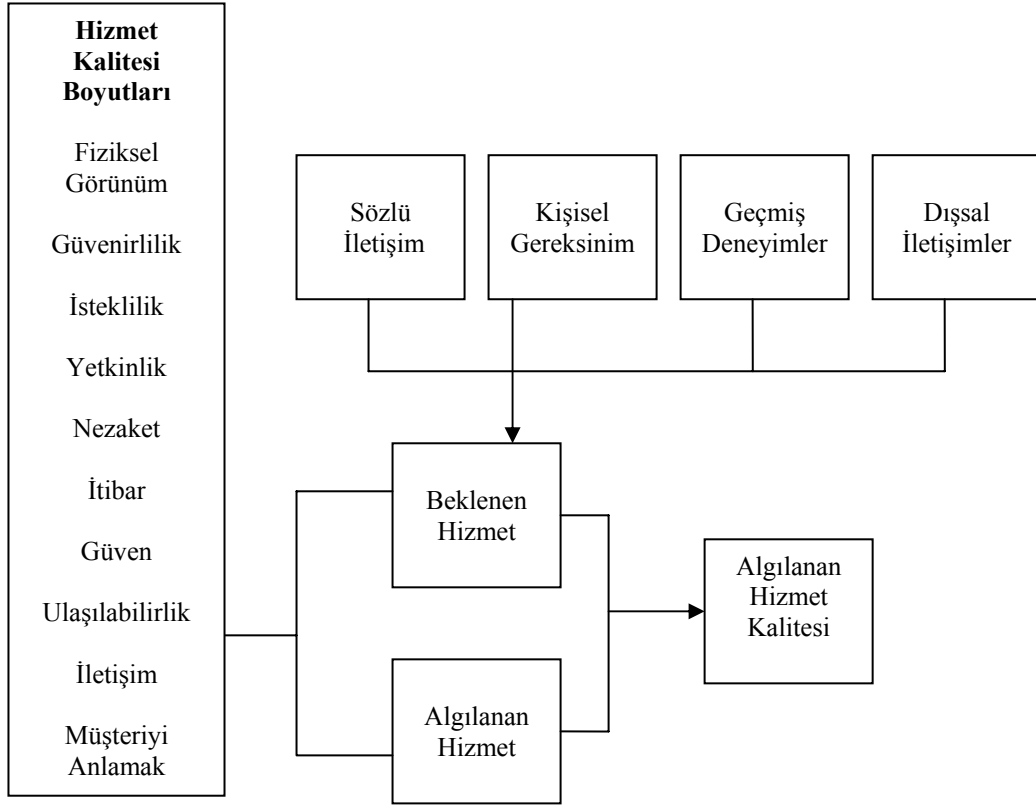 Hizmet
Kalitesi
Boyutları
Fiziksel
Görünüm
Güvenirlilik
İsteklilik
Yetkinlik
Nezaket
İtibar
Güven
Ulaşılabilirlik
İletişim
Müşteriyi
Anlamak
Sözlü
İletişim
Kişisel
Gereksinim
Geçmiş
Deneyimler
Dışsal
İletişimler
Beklenen
Hizmet
Algılanan
Hizmet
Algılanan
Hizmet
Kalitesi